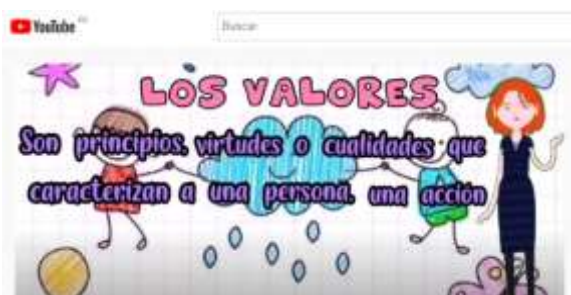 YouTube
Buscar
LOS VALORES
Son principios, virtudes o cualidades que
caracterizan a una persona, una acción